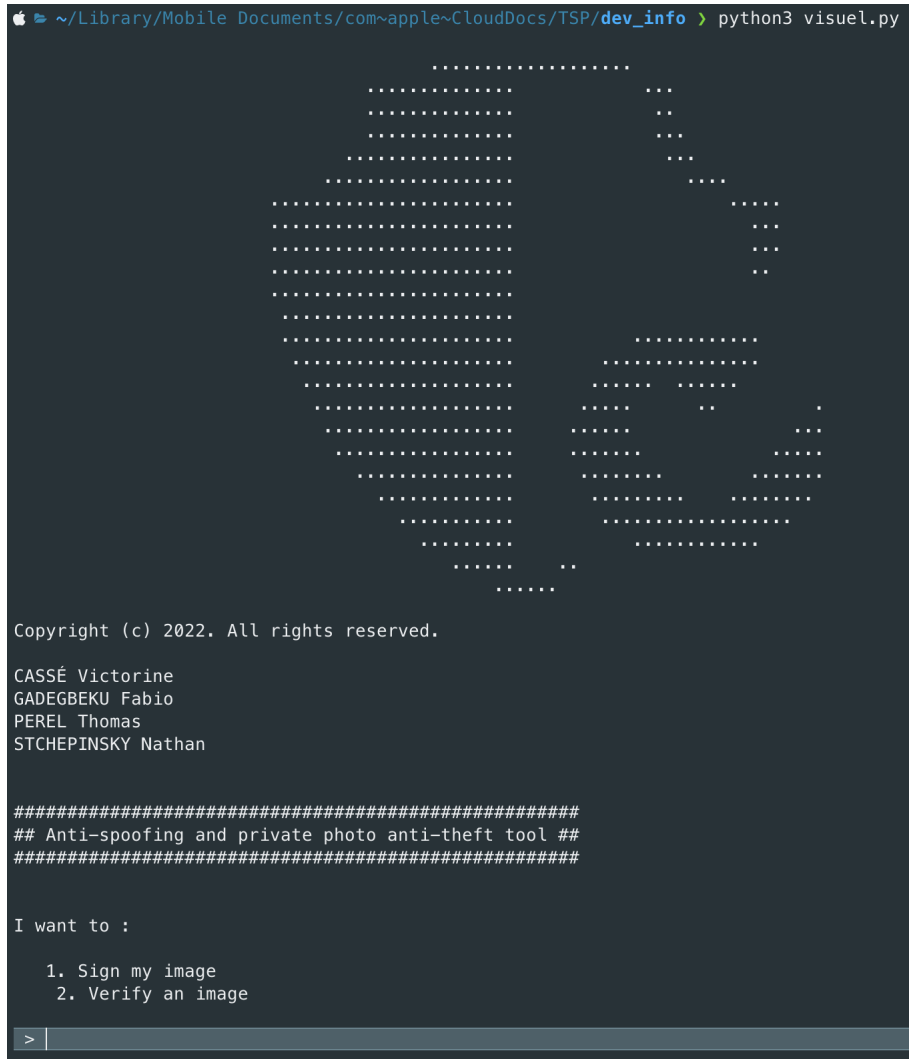 ~/Library/Mobile Documents/com~apple~CloudDocs/TSP/dev_info ❯ python3 visuel.py
Copyright (c) 2022. All rights reserved.
CASSÉ Victorine
GADEGBEKU Fabio
PEREL Thomas
STCHEPINSKY Nathan
#####################################################
## Anti-spoofing and private photo anti-theft tool ##
#####################################################
I want to :
1. Sign my image
2. Verify an image
>